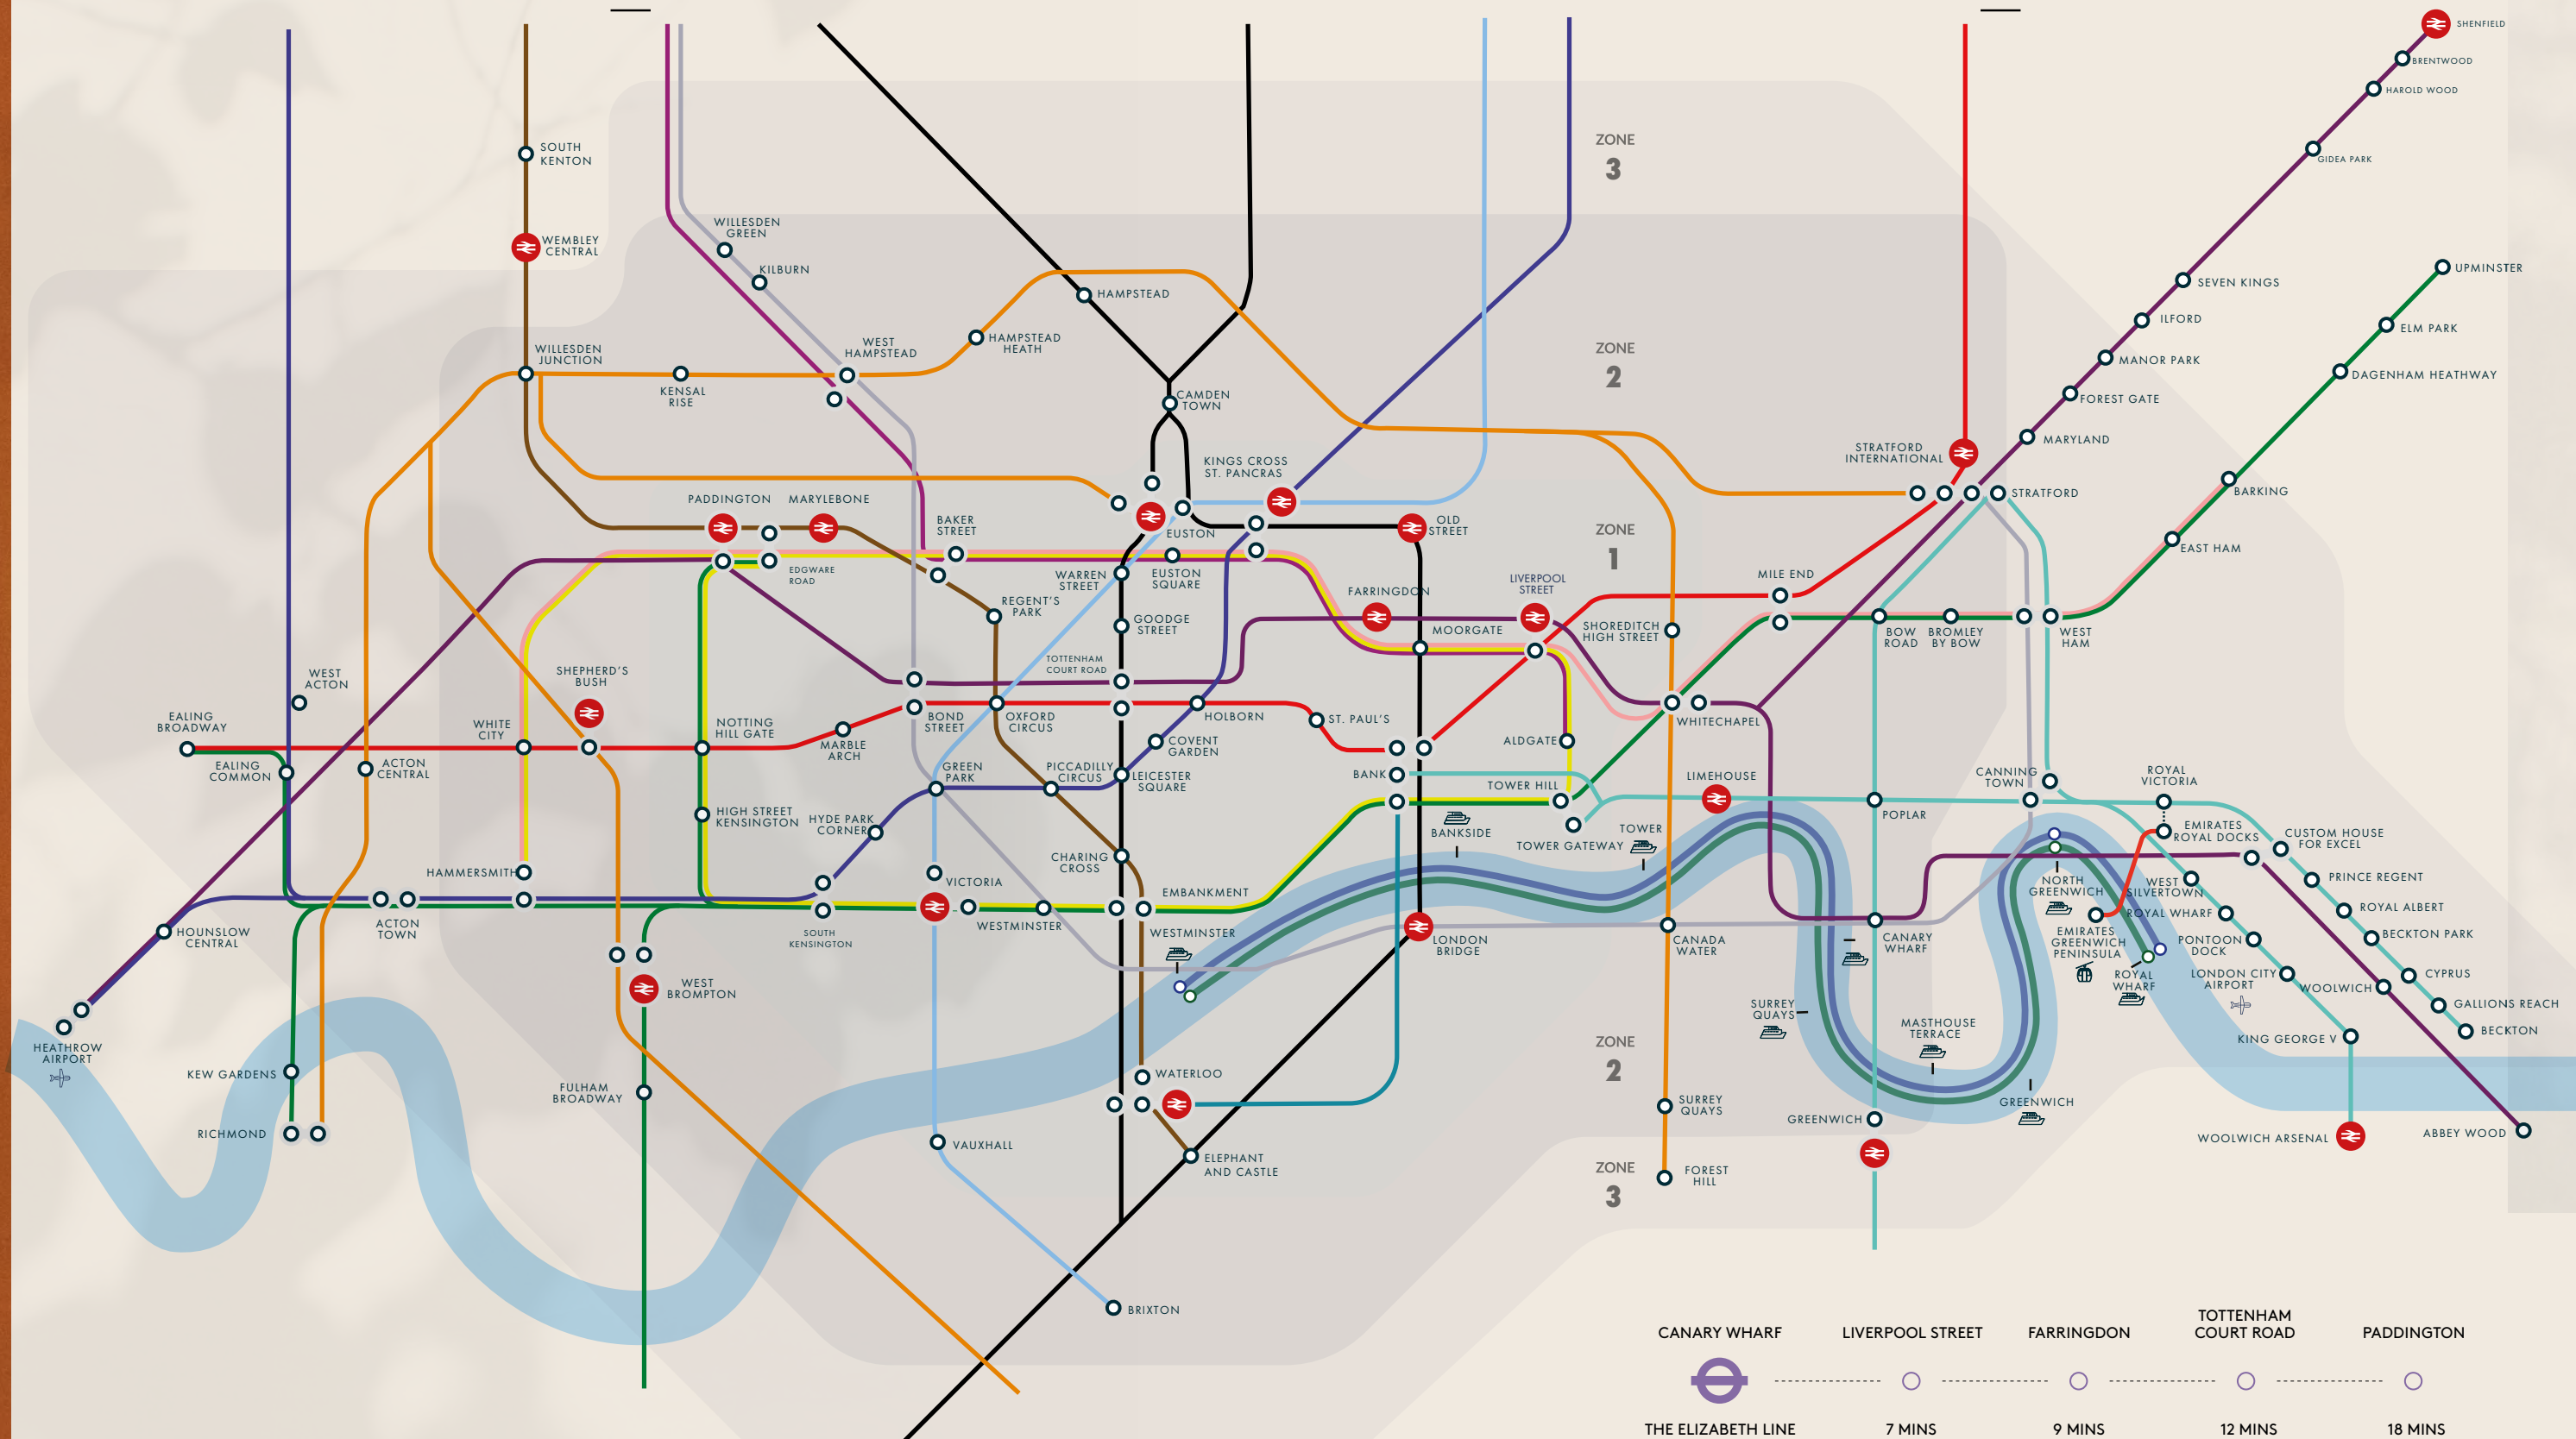 SHENFIELD
BRENTWOOD
HAROLD WOOD
ZONE
3
SOUTH
KENTON
GIDEA PARK
WILLESDEN
GREEN
WEMBLEY
CENTRAL
KILBURN
UPMINSTER
SEVEN KINGS
HAMPSTEAD
ILFORD
ELM PARK
HAMPSTEAD
HEATH
WEST
HAMPSTEAD
WILLESDEN
JUNCTION
ZONE
2
MANOR PARK
DAGENHAM HEATHWAY
KENSAL
RISE
CAMDEN
TOWN
FOREST GATE
MARYLAND
STRATFORD
INTERNATIONAL
KINGS CROSS
ST. PANCRAS
STRATFORD
BARKING
PADDINGTON
MARYLEBONE
BAKER
STREET
EUSTON
OLD
STREET
ZONE
1
EAST HAM
EDGWARE
ROAD
WARREN
STREET
EUSTON
SQUARE
LIVERPOOL
STREET
MILE END
FARRINGDON
REGENT'S
PARK
GOODGE
STREET
MOORGATE
SHOREDITCH
HIGH STREET
BOW
ROAD
BROMLEY
BY BOW
WEST
HAM
TOTTENHAM
COURT ROAD
SHEPHERD'S
BUSH
WEST
ACTON
EALING
BROADWAY
WHITE
CITY
NOTTING
HILL GATE
MARBLE
ARCH
BOND
STREET
OXFORD
CIRCUS
HOLBORN
ST. PAUL'S
WHITECHAPEL
COVENT
GARDEN
ALDGATE
EALING
COMMON
ACTON
CENTRAL
GREEN
PARK
PICCADILLY
CIRCUS
LEICESTER
SQUARE
BANK
TOWER HILL
LIMEHOUSE
CANNING
TOWN
ROYAL
VICTORIA
HIGH STREET
KENSINGTON
HYDE PARK
CORNER
BANKSIDE
TOWER
TOWER GATEWAY
POPLAR
EMIRATES
ROYAL DOCKS
CUSTOM HOUSE
FOR EXCEL
CHARING
CROSS
HAMMERSMITH
VICTORIA
EMBANKMENT
NORTH
GREENWICH
WEST
SILVERTOWN
PRINCE REGENT
ACTON
TOWN
SOUTH
KENSINGTON
WESTMINSTER
WESTMINSTER
ROYAL WHARF
ROYAL ALBERT
HOUNSLOW
CENTRAL
LONDON
BRIDGE
CANADA
WATER
CANARY
WHARF
EMIRATES
GREENWICH
PENINSULA
PONTOON
DOCK
BECKTON PARK
WEST
BROMPTON
ROYAL
WHARF
LONDON CITY
AIRPORT
WOOLWICH
CYPRUS
GALLIONS REACH
SURREY
QUAYS
HEATHROW
AIRPORT
MASTHOUSE
TERRACE
KING GEORGE V
BECKTON
ZONE
2
KEW GARDENS
FULHAM
BROADWAY
WATERLOO
SURREY
QUAYS
GREENWICH
GREENWICH
RICHMOND
VAUXHALL
ELEPHANT
AND CASTLE
WOOLWICH ARSENAL
ABBEY WOOD
ZONE
3
FOREST
HILL
BRIXTON
CANARY WHARF
LIVERPOOL STREET
FARRINGDON
TOTTENHAM
COURT ROAD
PADDINGTON
THE ELIZABETH LINE
7 MINS
9 MINS
12 MINS
18 MINS